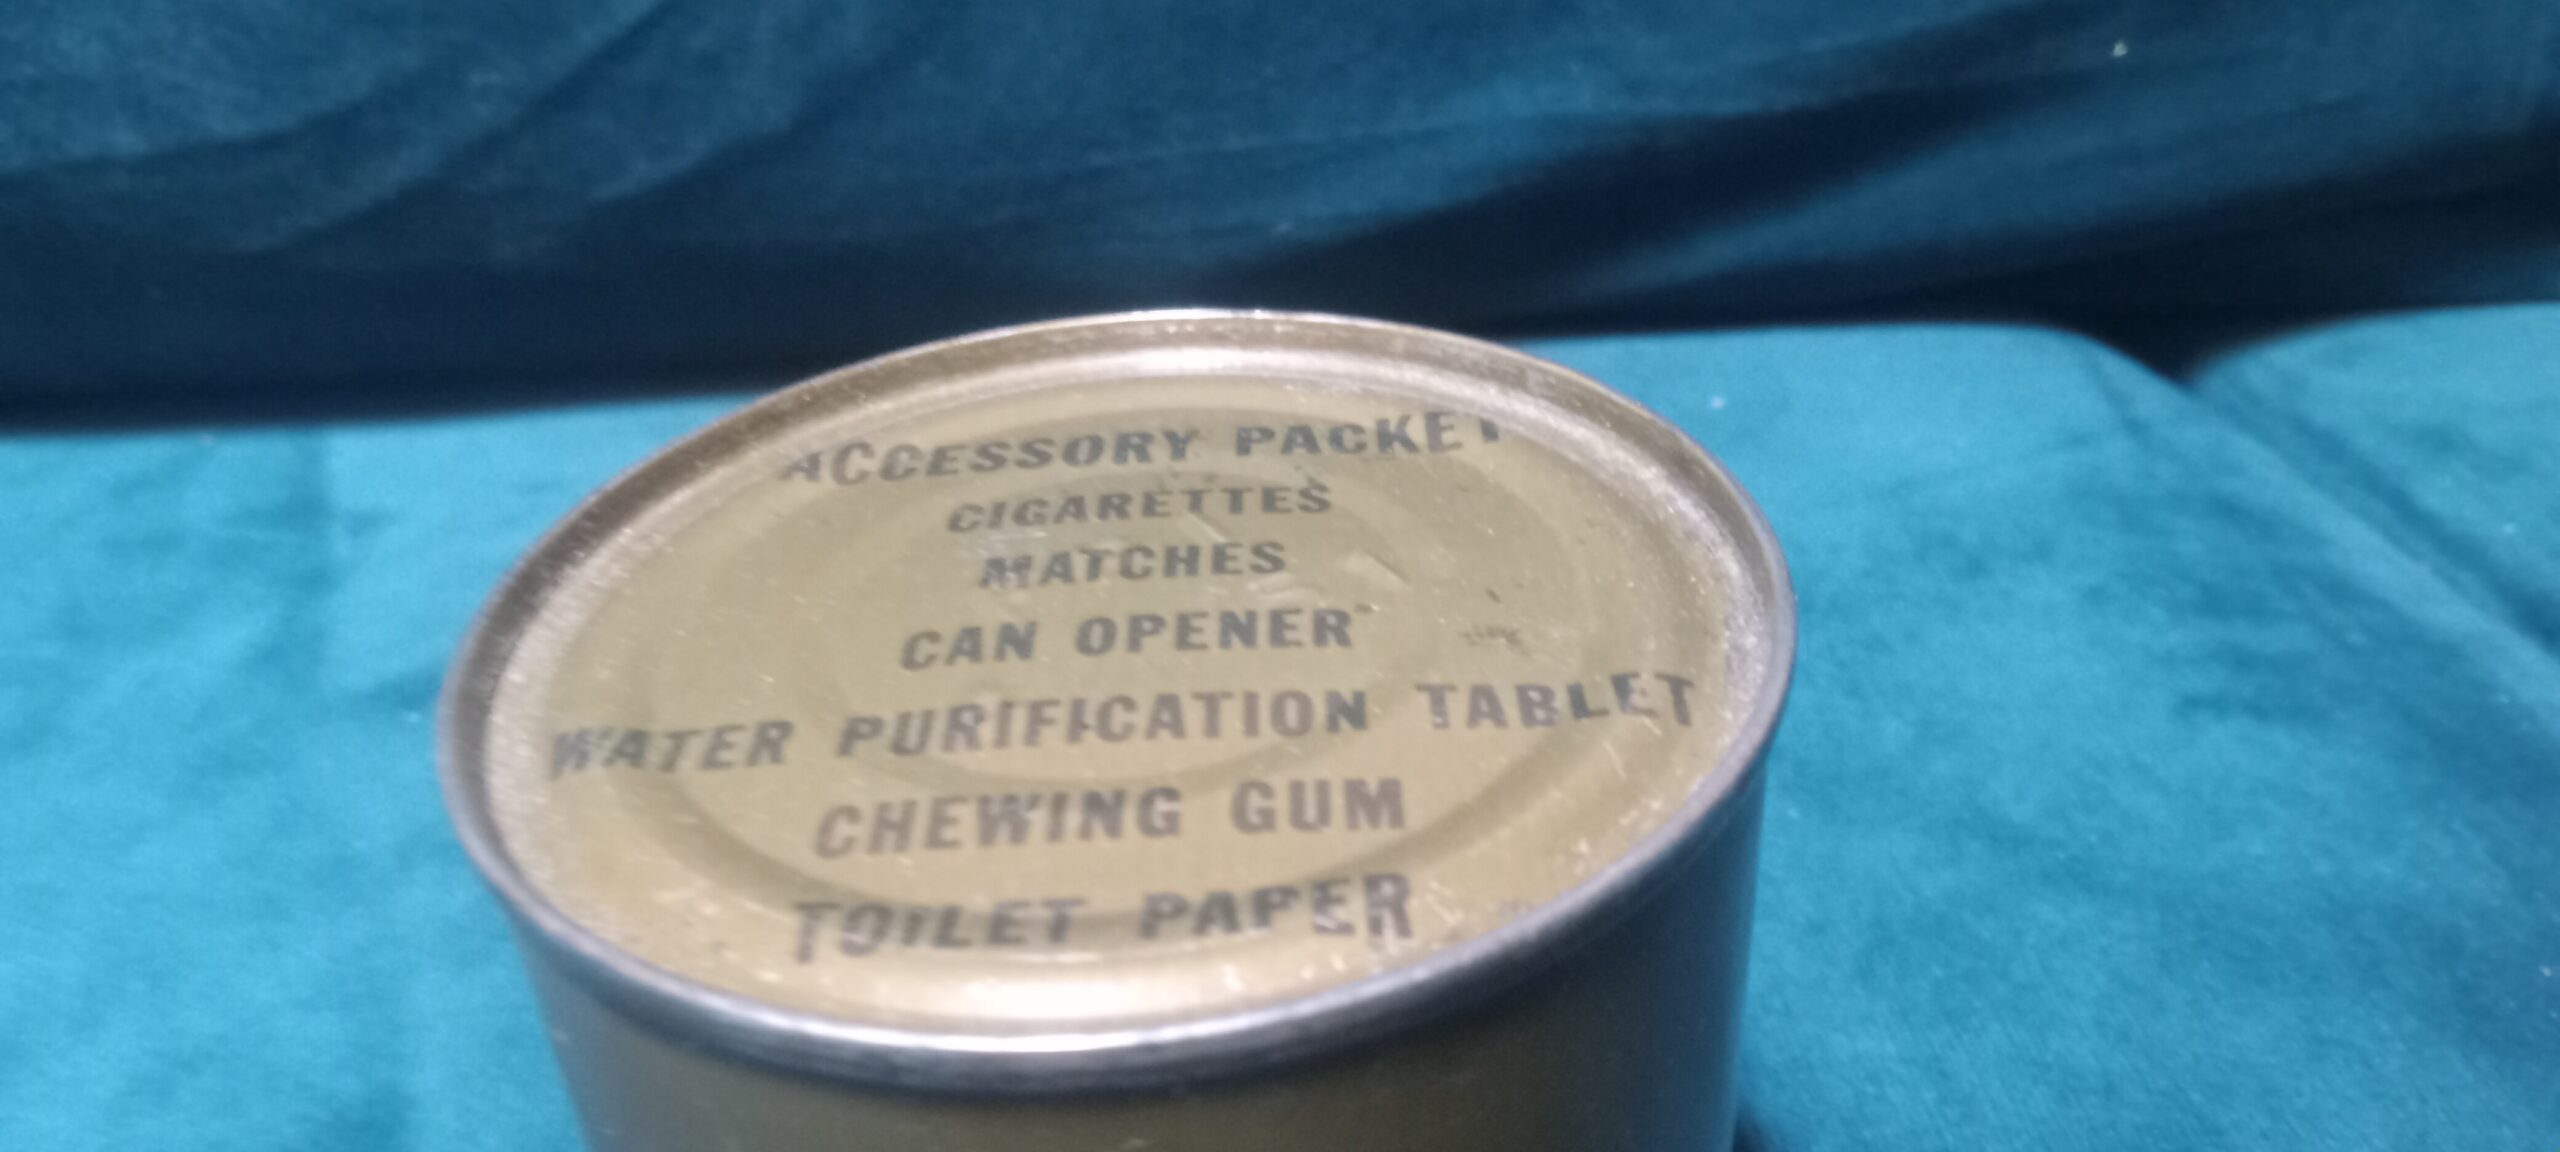 ACCESSORY PACKET
CIGARETTES
MATCHES
CAN OPENER
WATER PURIFICATION TABLET
CHEWING GUM
TOILET PAPER